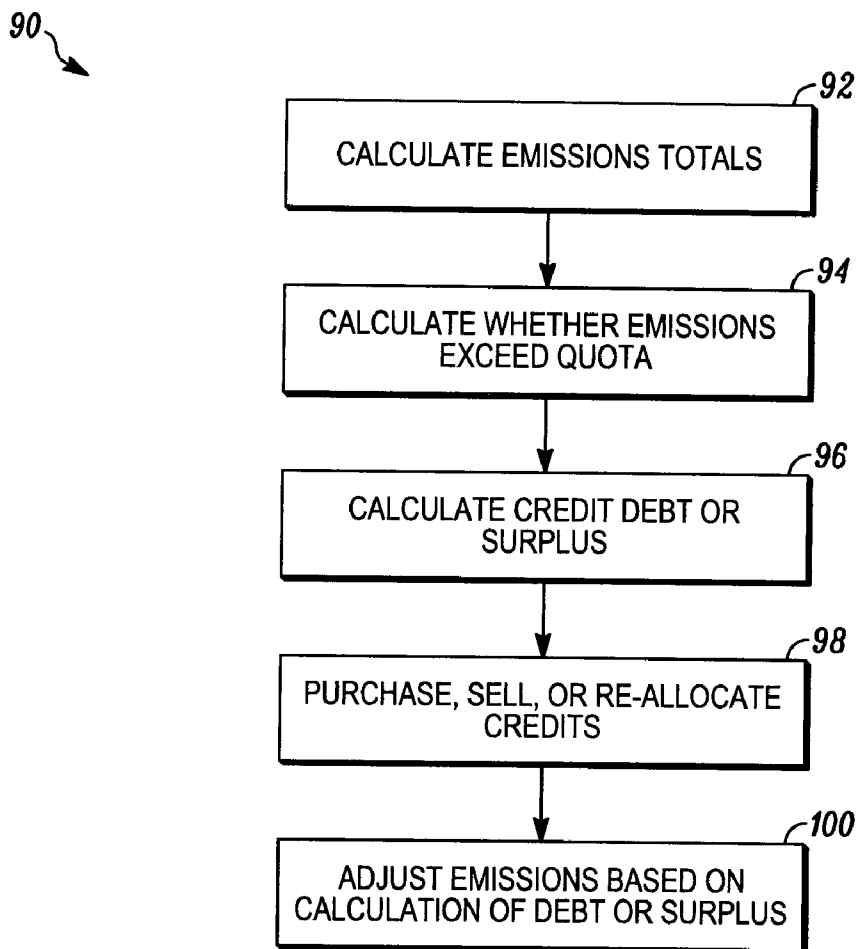 90
92
CALCULATE EMISSIONS TOTALS
94
CALCULATE WHETHER EMISSIONS
EXCEED QUOTA
96
CALCULATE CREDIT DEBT OR
SURPLUS
98
PURCHASE, SELL, OR RE-ALLOCATE
CREDITS
100
ADJUST EMISSIONS BASED ON
CALCULATION OF DEBT OR SURPLUS